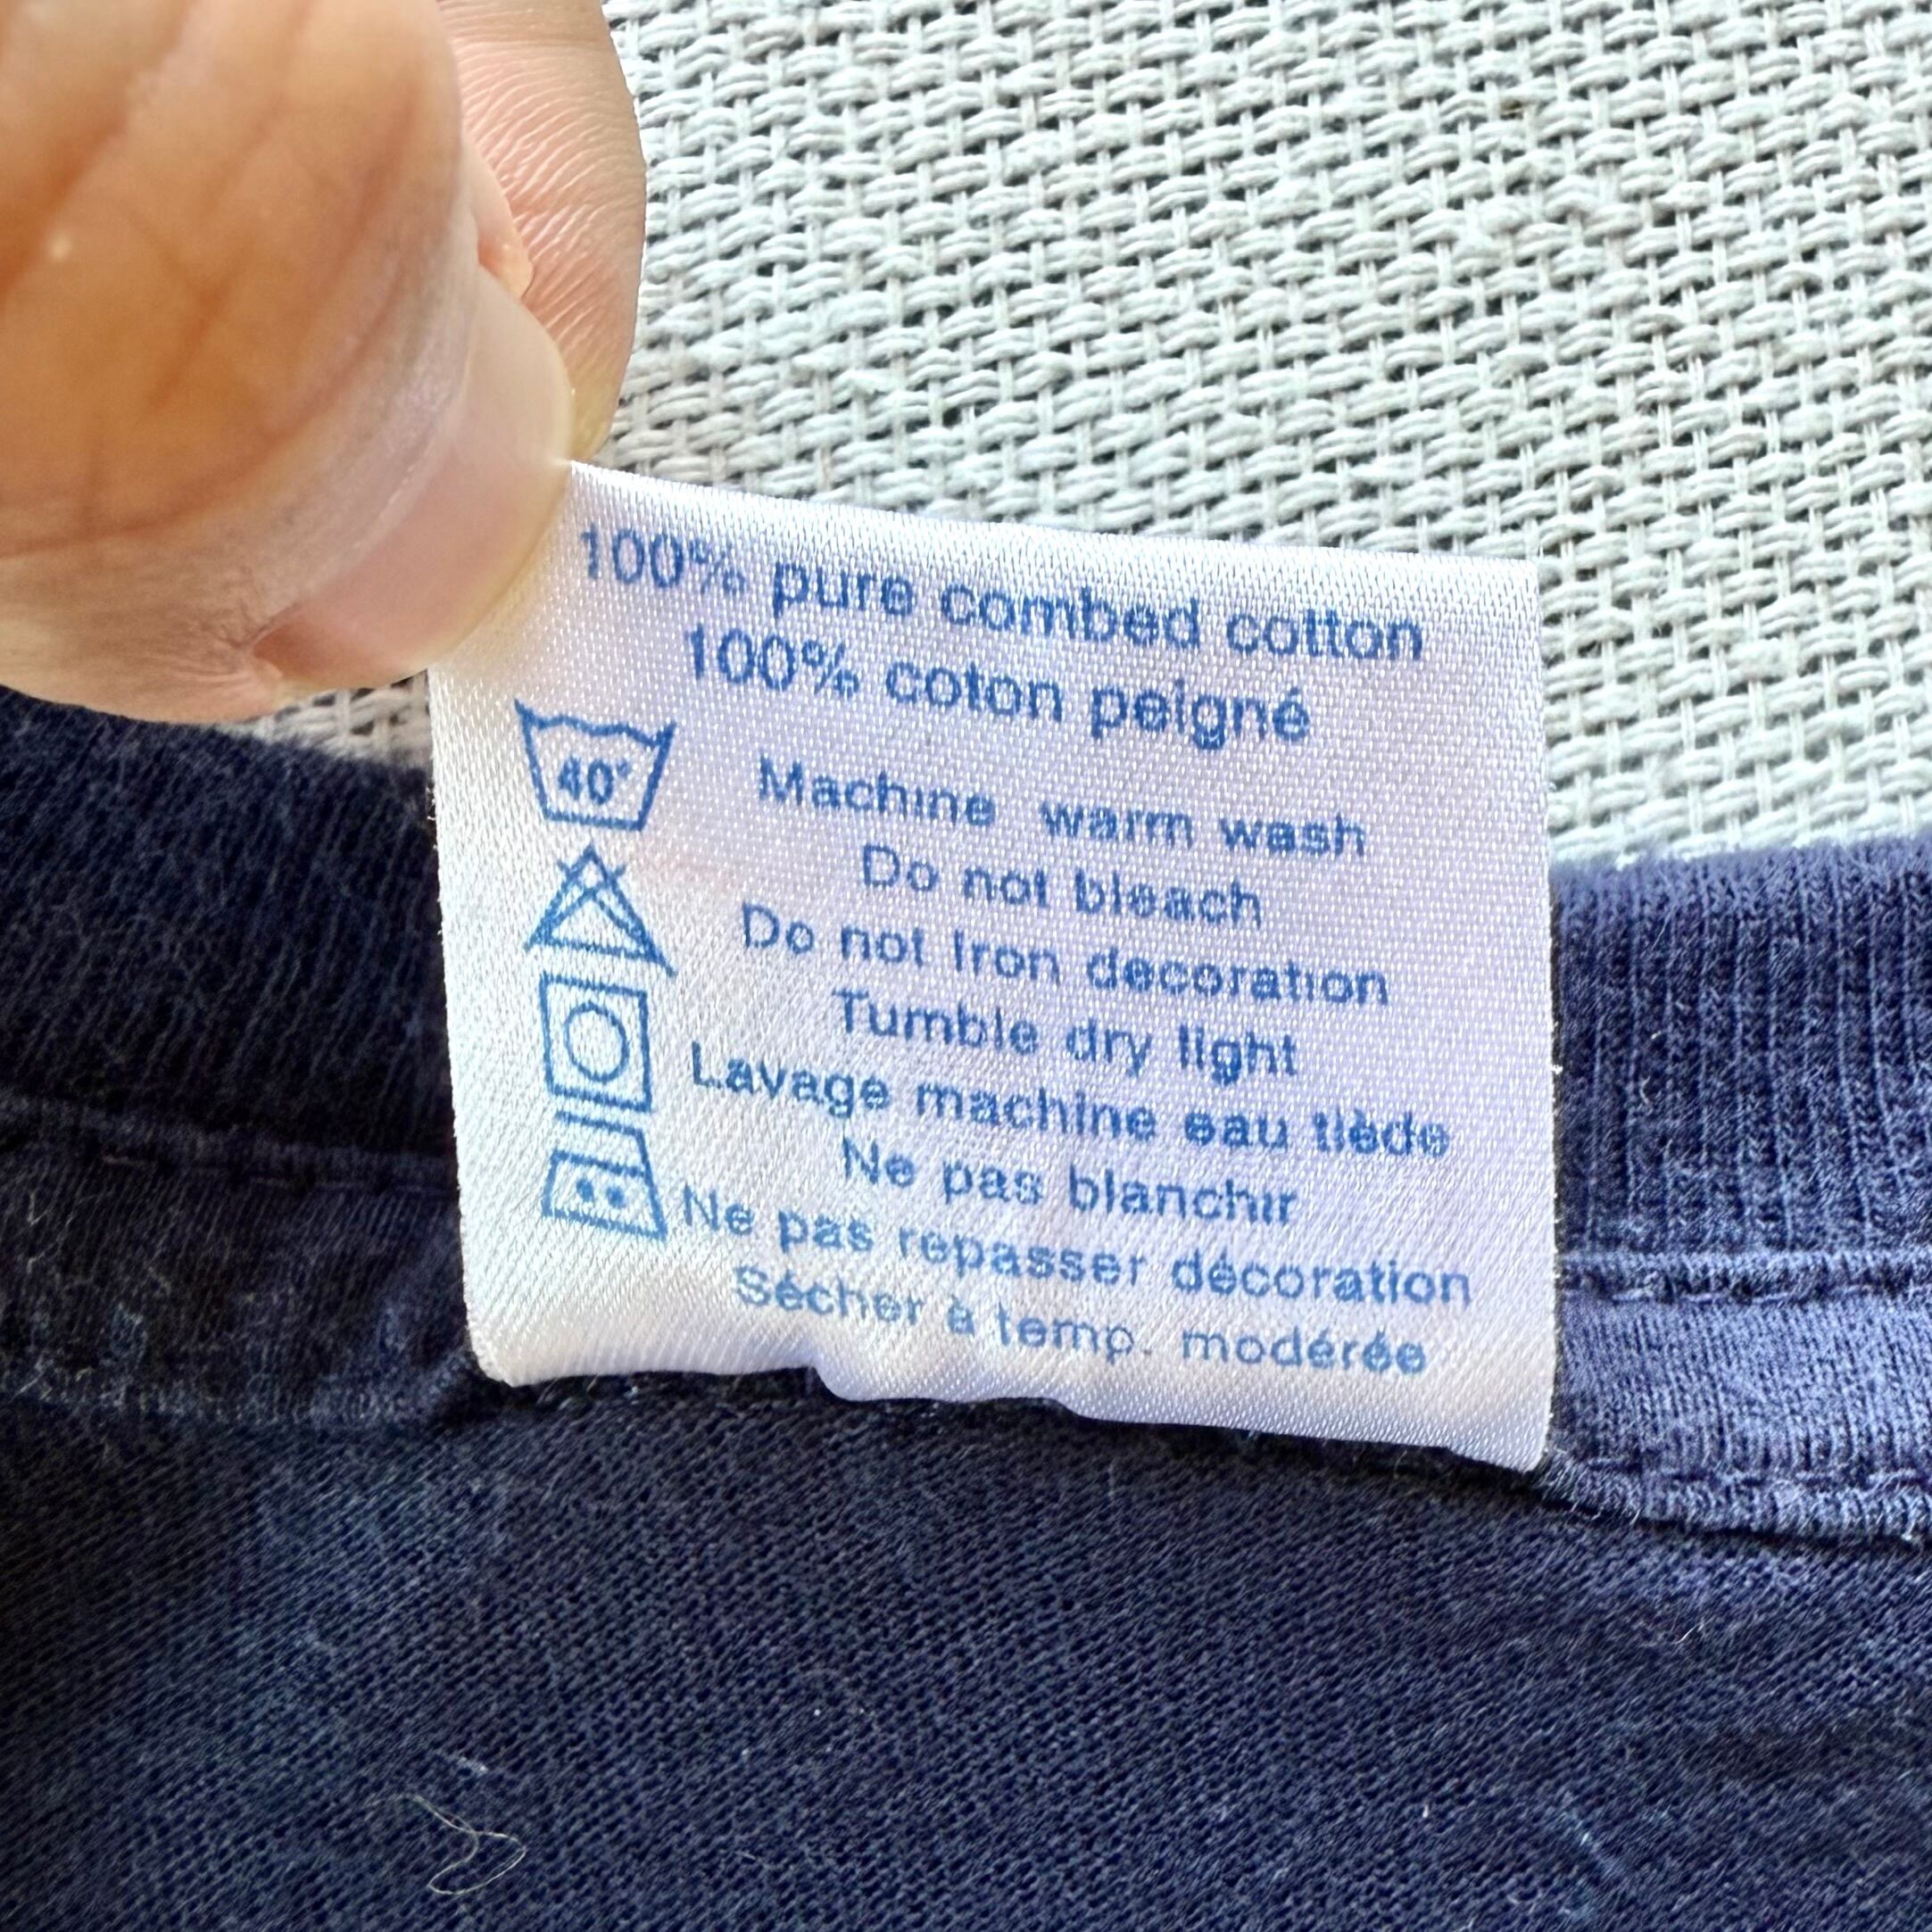 100% pure combed cotton
100% coton peigné
40°
Machine warm wash
Do not bleach
Do not Iron decoration
Tumble dry light
Lavage machine eau tiède
Ne pas blanchir
Ne pas repasser décoration
Sécher à temp. modérée